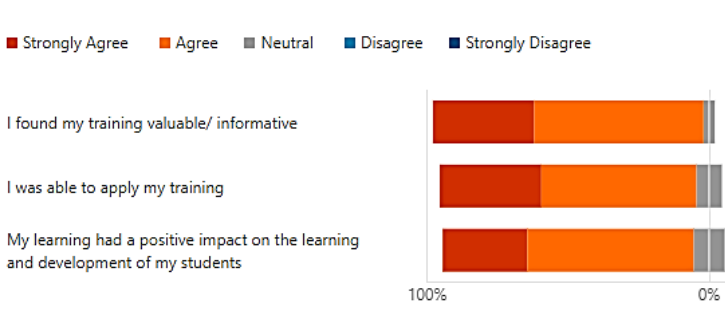 Strongly Agree Agree Neutral Disagree Strongly Disagree
I found my training valuable/ informative
I was able to apply my training
My learning had a positive impact on the learning
and development of my students
100% 0%